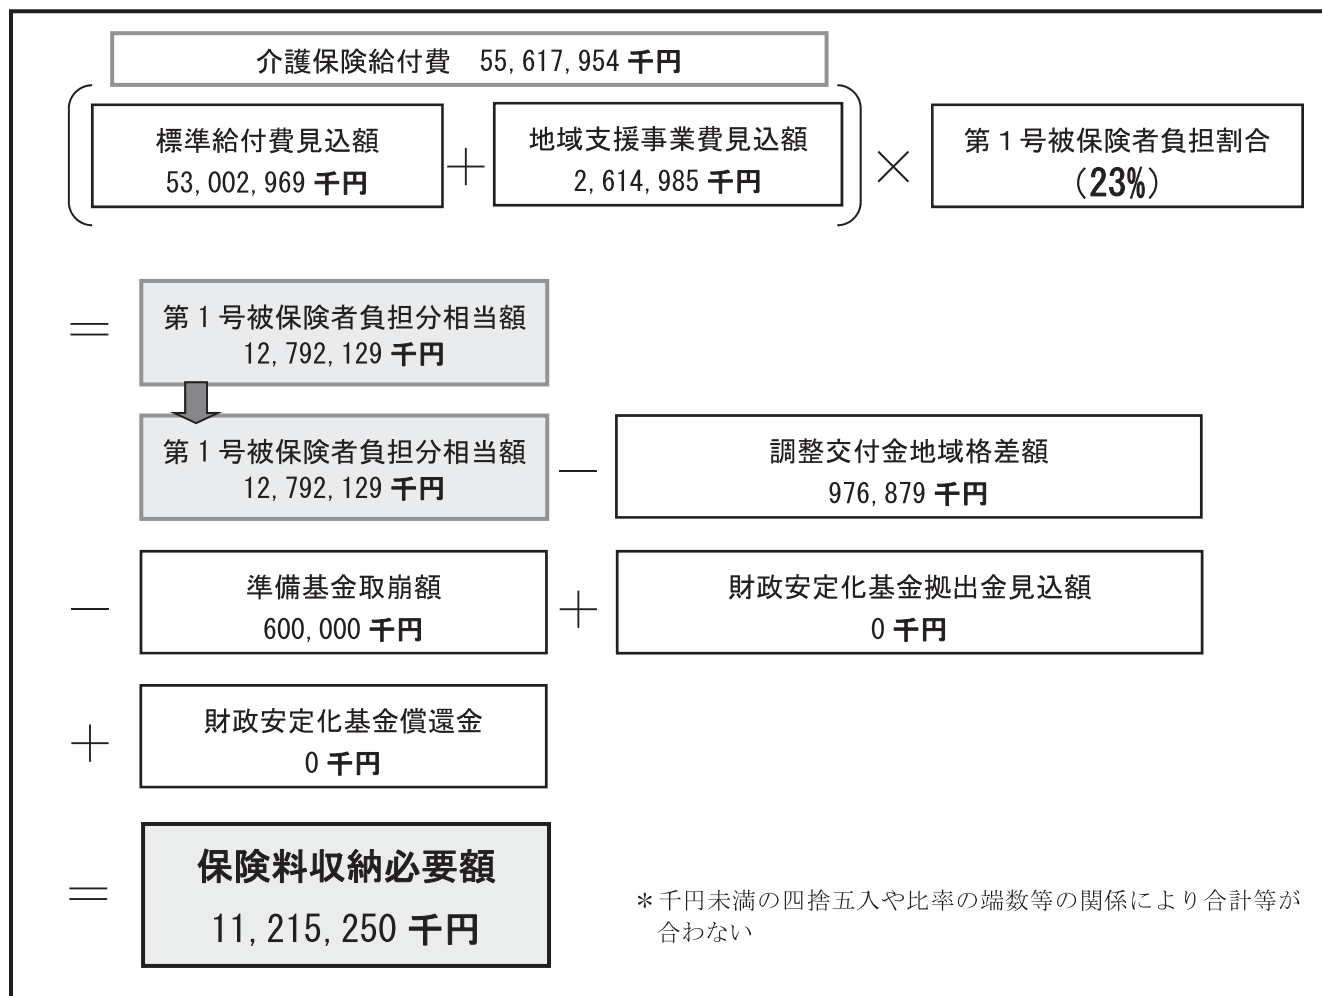 介護保険給付費　55,617,954 千円
標準給付費見込額
53,002,969 千円
＋
地域支援事業費見込額
2,614,985 千円
×
第１号被保険者負担割合
(23%)
＝
第１号被保険者負担分相当額
12,792,129 千円
第１号被保険者負担分相当額
12,792,129 千円
－
調整交付金地域格差額
976,879 千円
－
準備基金取崩額
600,000 千円
＋
財政安定化基金拠出金見込額
0 千円
＋
財政安定化基金償還金
0 千円
＝
保険料収納必要額
11,215,250 千円
＊千円未満の四捨五入や比率の端数等の関係により合計等が
合わない